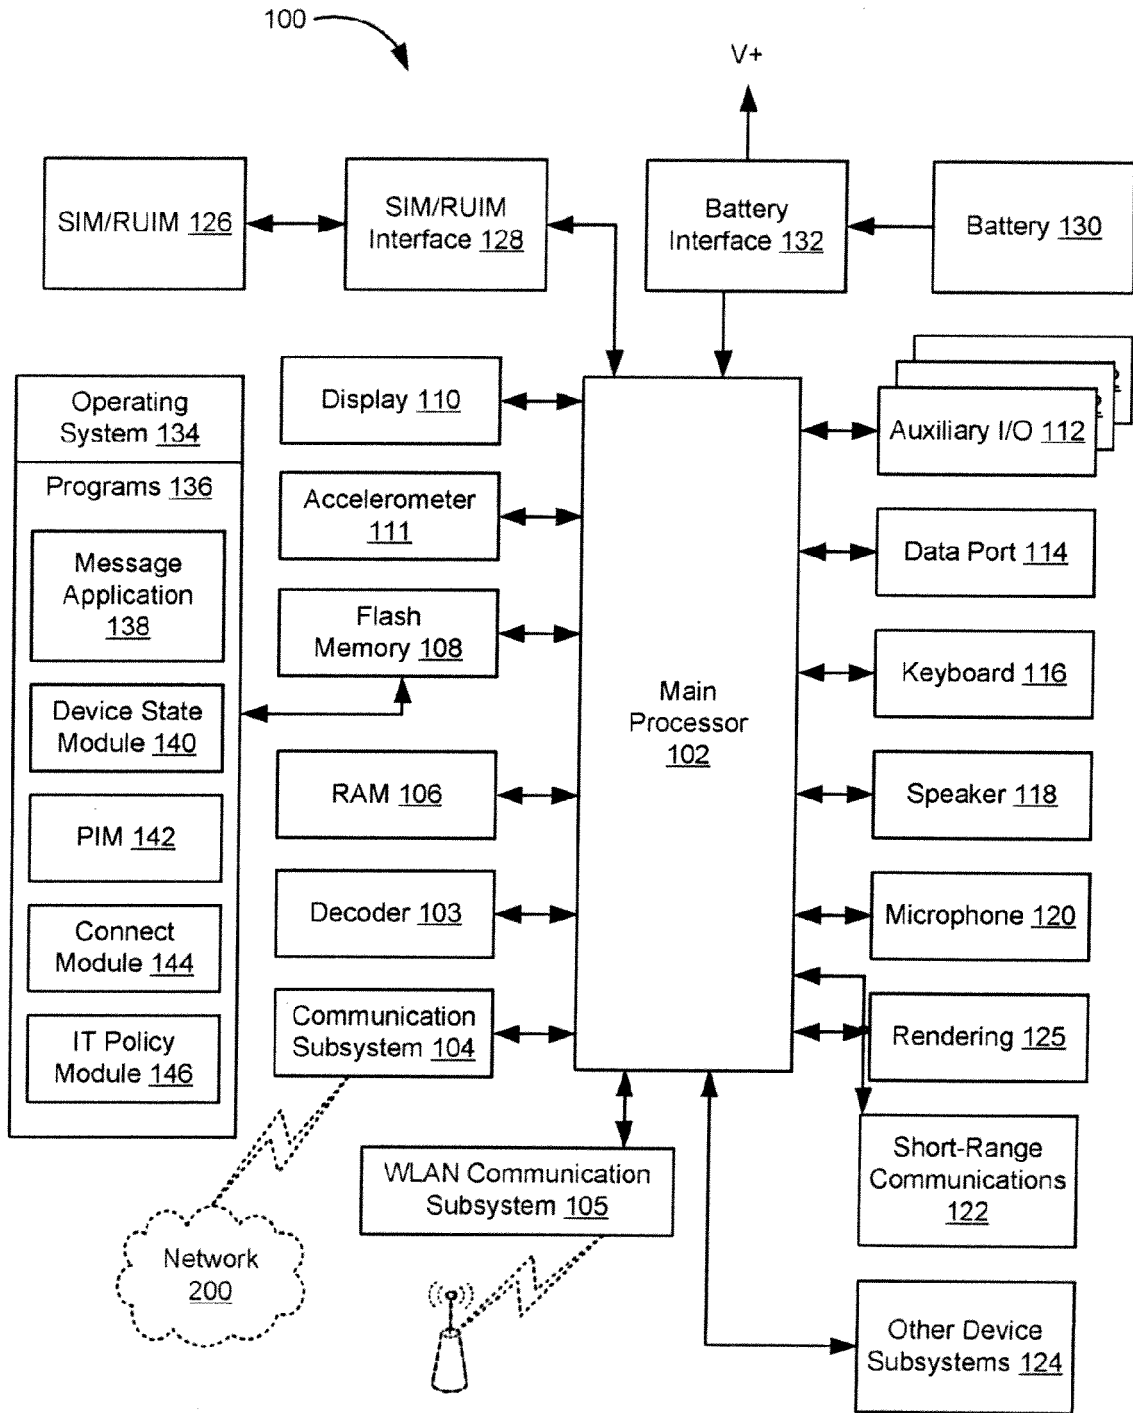 100
V+
SIM/RUIM 126
SIM/RUIM
Interface 128
Battery
Interface 132
Battery 130
Operating
System 134
Programs 136
Message
Application
138
Device State
Module 140
PIM 142
Connect
Module 144
IT Policy
Module 146
Display 110
Accelerometer
111
Flash
Memory 108
RAM 106
Decoder 103
Communication
Subsystem 104
Main
Processor
102
Auxiliary I/O 112
Data Port 114
Keyboard 116
Speaker 118
Microphone 120
Rendering 125
Short-Range
Communications
122
WLAN Communication
Subsystem 105
Network
200
Other Device
Subsystems 124